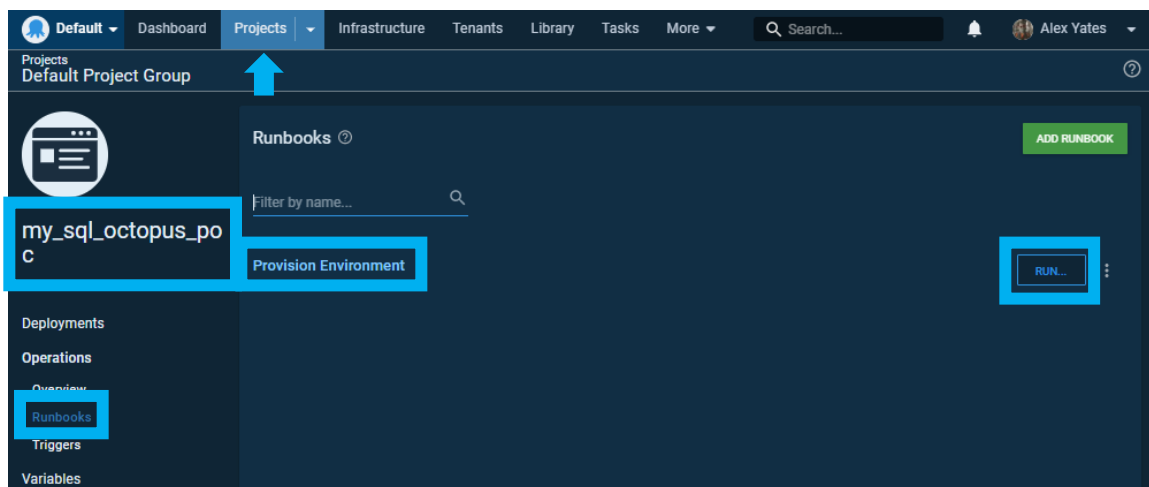 Default Dashboard Projects Infrastructure Tenants Library Tasks More Search... Alex Yates
Projects
Default Project Group
Runbooks
ADD RUNBOOK
Filter by name...
my_sql_octopus_po
c
Provision Environment
RUN...
Deployments
Operations
Overview
Runbooks
Triggers
Variables